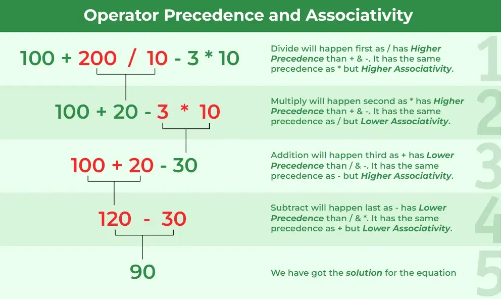 Operator Precedence and Associativity
100 + 200 / 10 - 3 * 10
Divide will happen first as / has Higher
Precedence than + & -. It has the same
precedence as * but Higher Associativity.
1
100 + 20 - 3 * 10
Multiply will happen second as * has Higher
Precedence than + & -. It has the same
precedence as / but Lower Associativity.
2
100 + 20 - 30
Addition will happen third as + has Lower
Precedence than / & -. It has the same
precedence as - but Higher Associativity.
3
120 - 30
Subtract will happen last as - has Lower
Precedence than / & *. It has the same
precedence as + but Lower Associativity.
4
90
We have got the solution for the equation
5